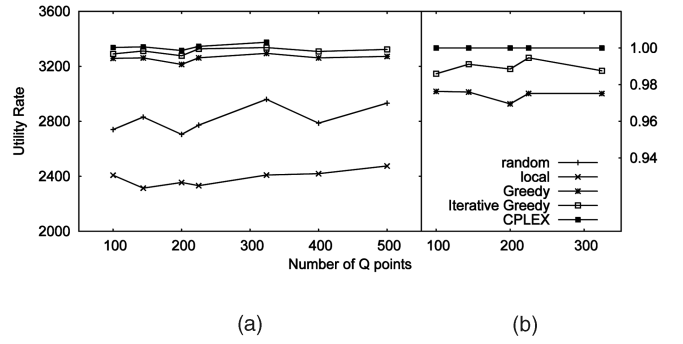 3600
3200
2800
2400
2000
Utility Rate
100 200 300 400 500
Number of Q points
1.00
0.98
0.96
0.94
random
local
Greedy
Iterative Greedy
CPLEX
100 200 300
(a)
(b)